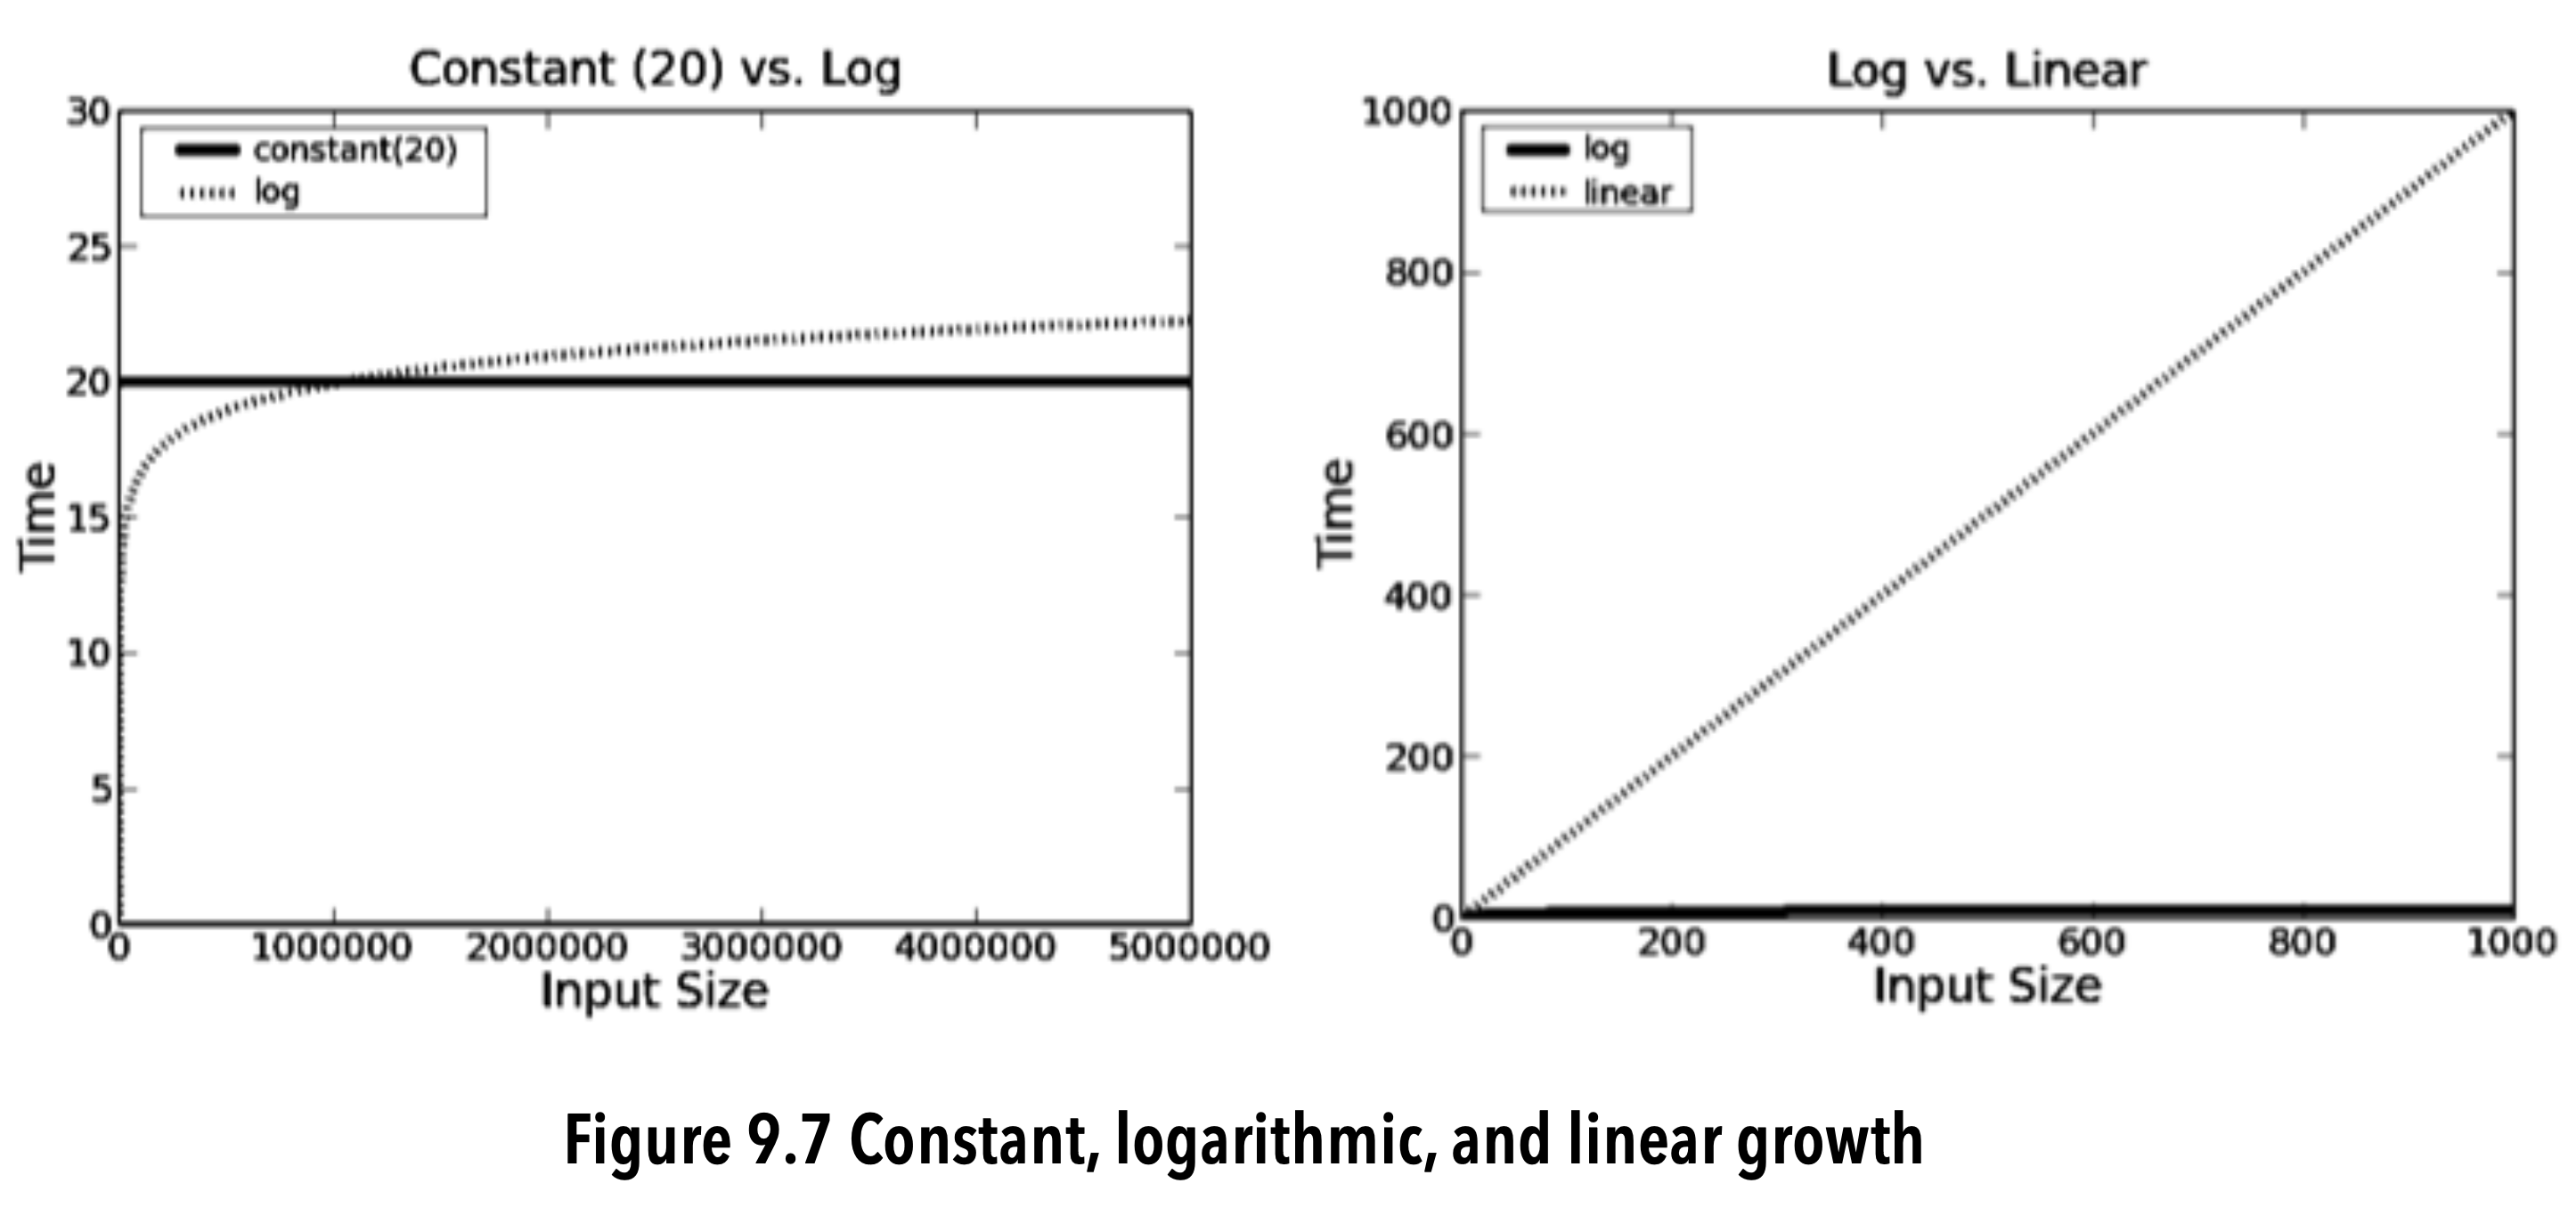 Constant (20) vs. Log
30
constant(20)
log
25
20
15
10
5
0
Time
0 1000000 2000000 3000000 4000000 5000000
Input Size
Log vs. Linear
1000
log
linear
800
600
400
200
0
Time
0 200 400 600 800 1000
Input Size
Figure 9.7 Constant, logarithmic, and linear growth